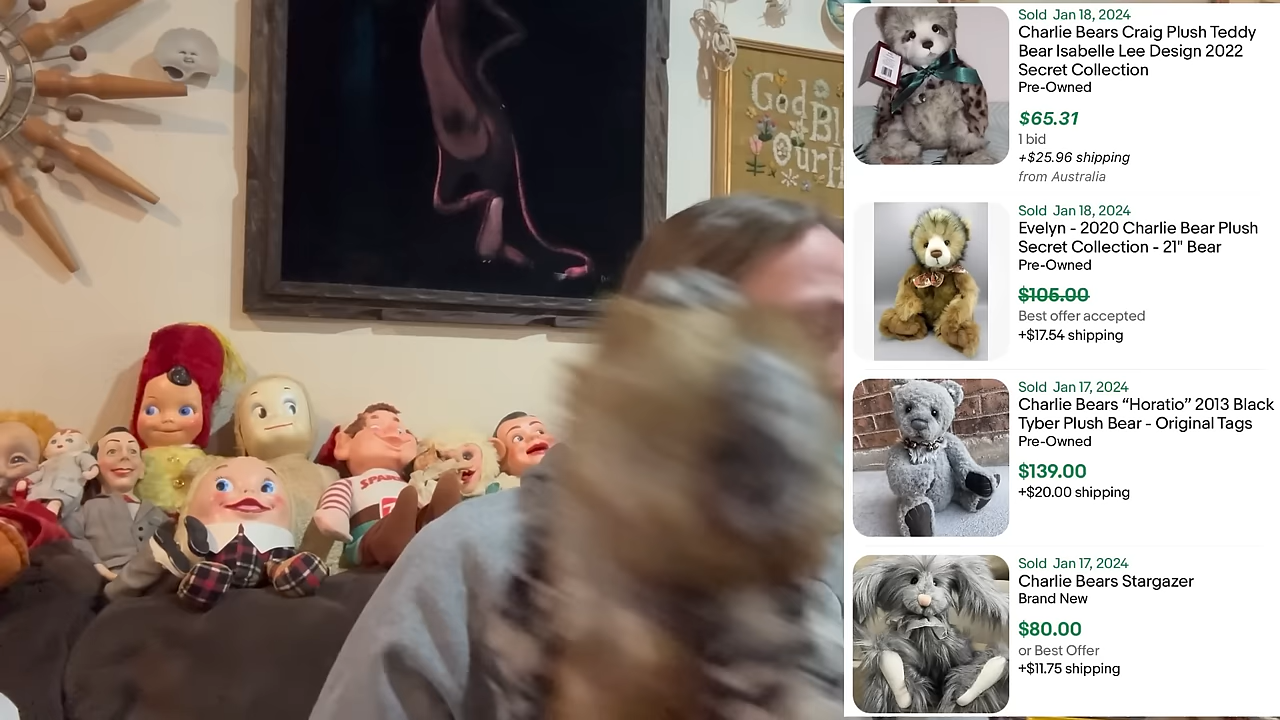 God
Bl
Our H
SPA
Sold Jan 18, 2024
Charlie Bears Craig Plush Teddy
Bear Isabelle Lee Design 2022
Secret Collection
Pre-Owned
$65.31
1 bid
+$25.96 shipping
from Australia
Sold Jan 18, 2024
Evelyn - 2020 Charlie Bear Plush
Secret Collection - 21" Bear
Pre-Owned
$105.00
Best offer accepted
+$17.54 shipping
Sold Jan 17, 2024
Charlie Bears “Horatio” 2013 Black
Tyber Plush Bear - Original Tags
Pre-Owned
$139.00
+$20.00 shipping
Sold Jan 17, 2024
Charlie Bears Stargazer
Brand New
$80.00
or Best Offer
+$11.75 shipping